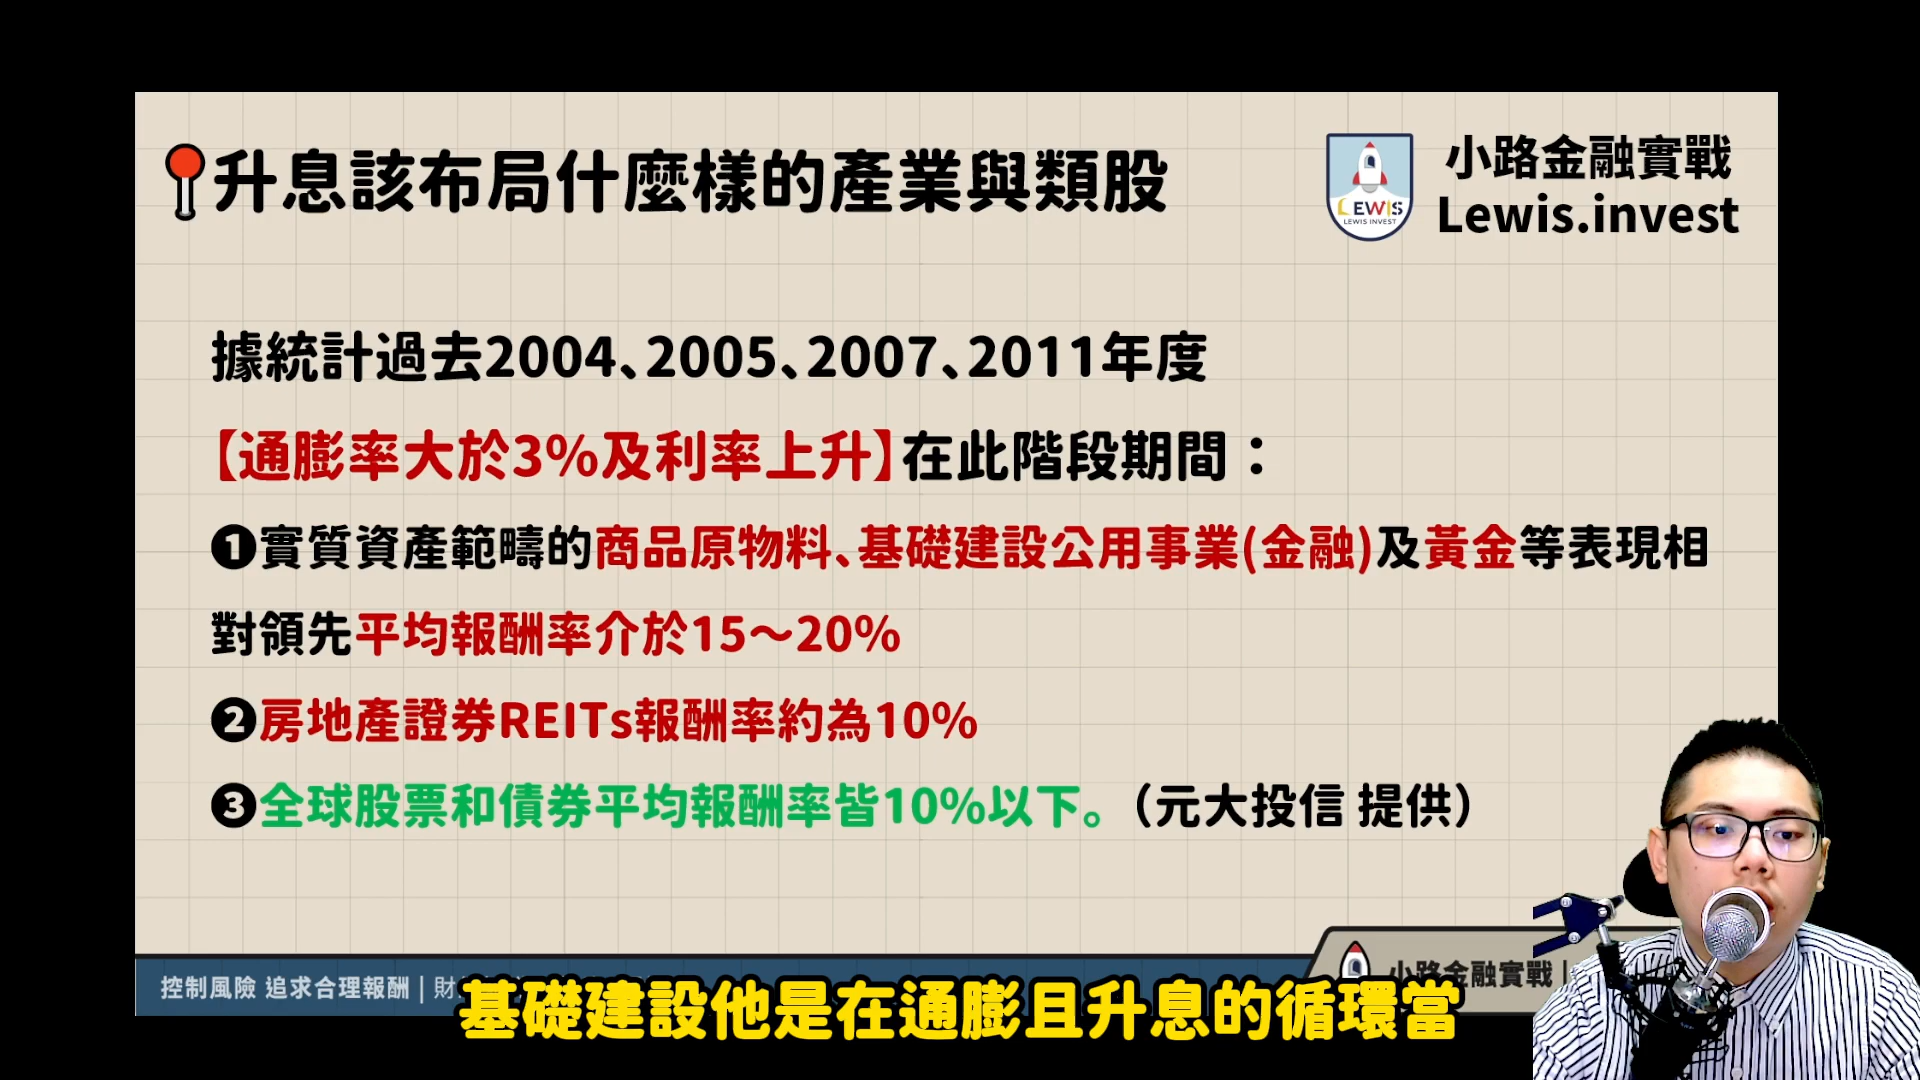 📍升息該布局什麼樣的產業與類股
小路金融實戰
Lewis.invest
LEWIS
LEWIS INVEST
據統計過去2004、2005、2007、2011年度
【通膨率大於3%及利率上升】在此階段期間：
❶實質資產範疇的商品原物料、基礎建設公用事業(金融)及黃金等表現相
對領先平均報酬率介於15～20%
❷房地產證券REITs報酬率約為10%
❸全球股票和債券平均報酬率皆10%以下。（元大投信 提供）
控制風險 追求合理報酬 | 財
小路金融實戰 |
基礎建設他是在通膨且升息的循環當